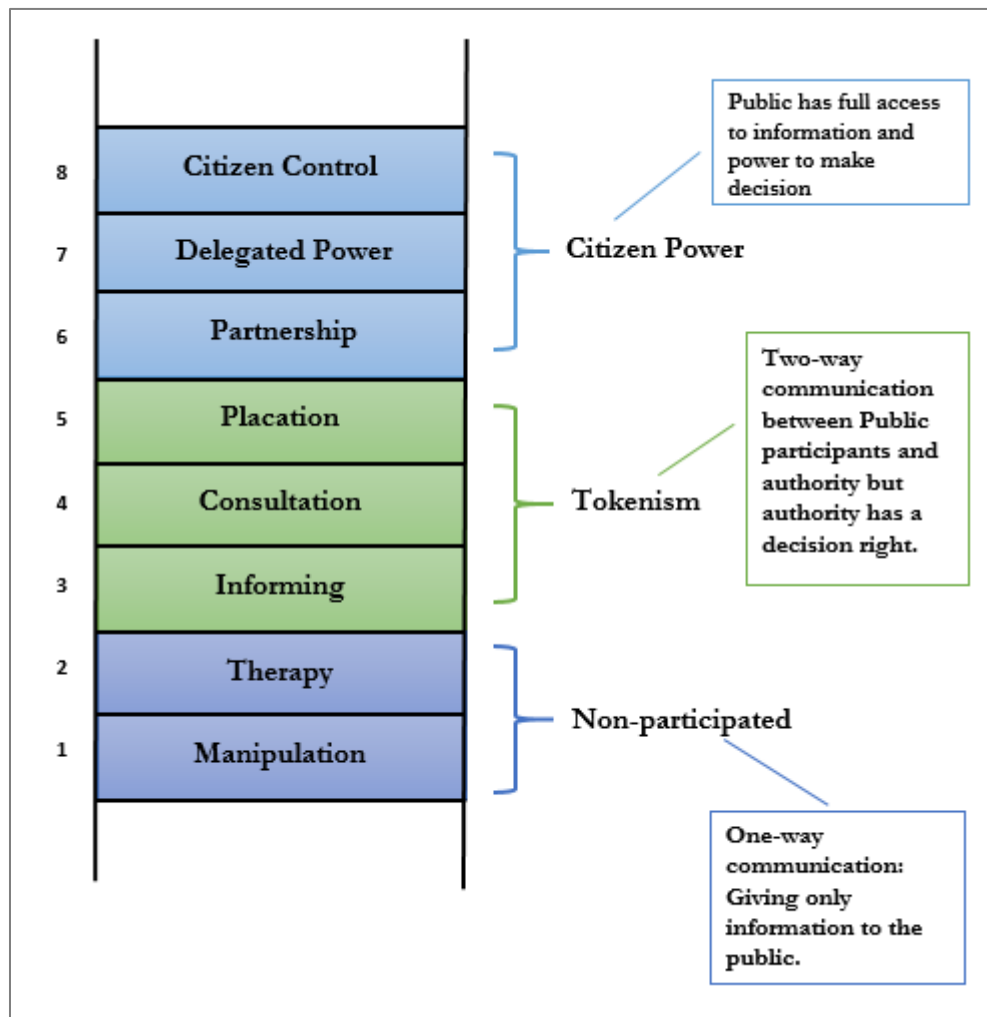 8
Citizen Control
7
Delegated Power
6
Partnership
5
Placation
4
Consultation
3
Informing
2
Therapy
1
Manipulation
Citizen Power
Public has full access
to information and
power to make
decision
Tokenism
Two-way
communication
between Public
participants and
authority but
authority has a
decision right.
Non-participated
One-way
communication:
Giving only
information to the
public.